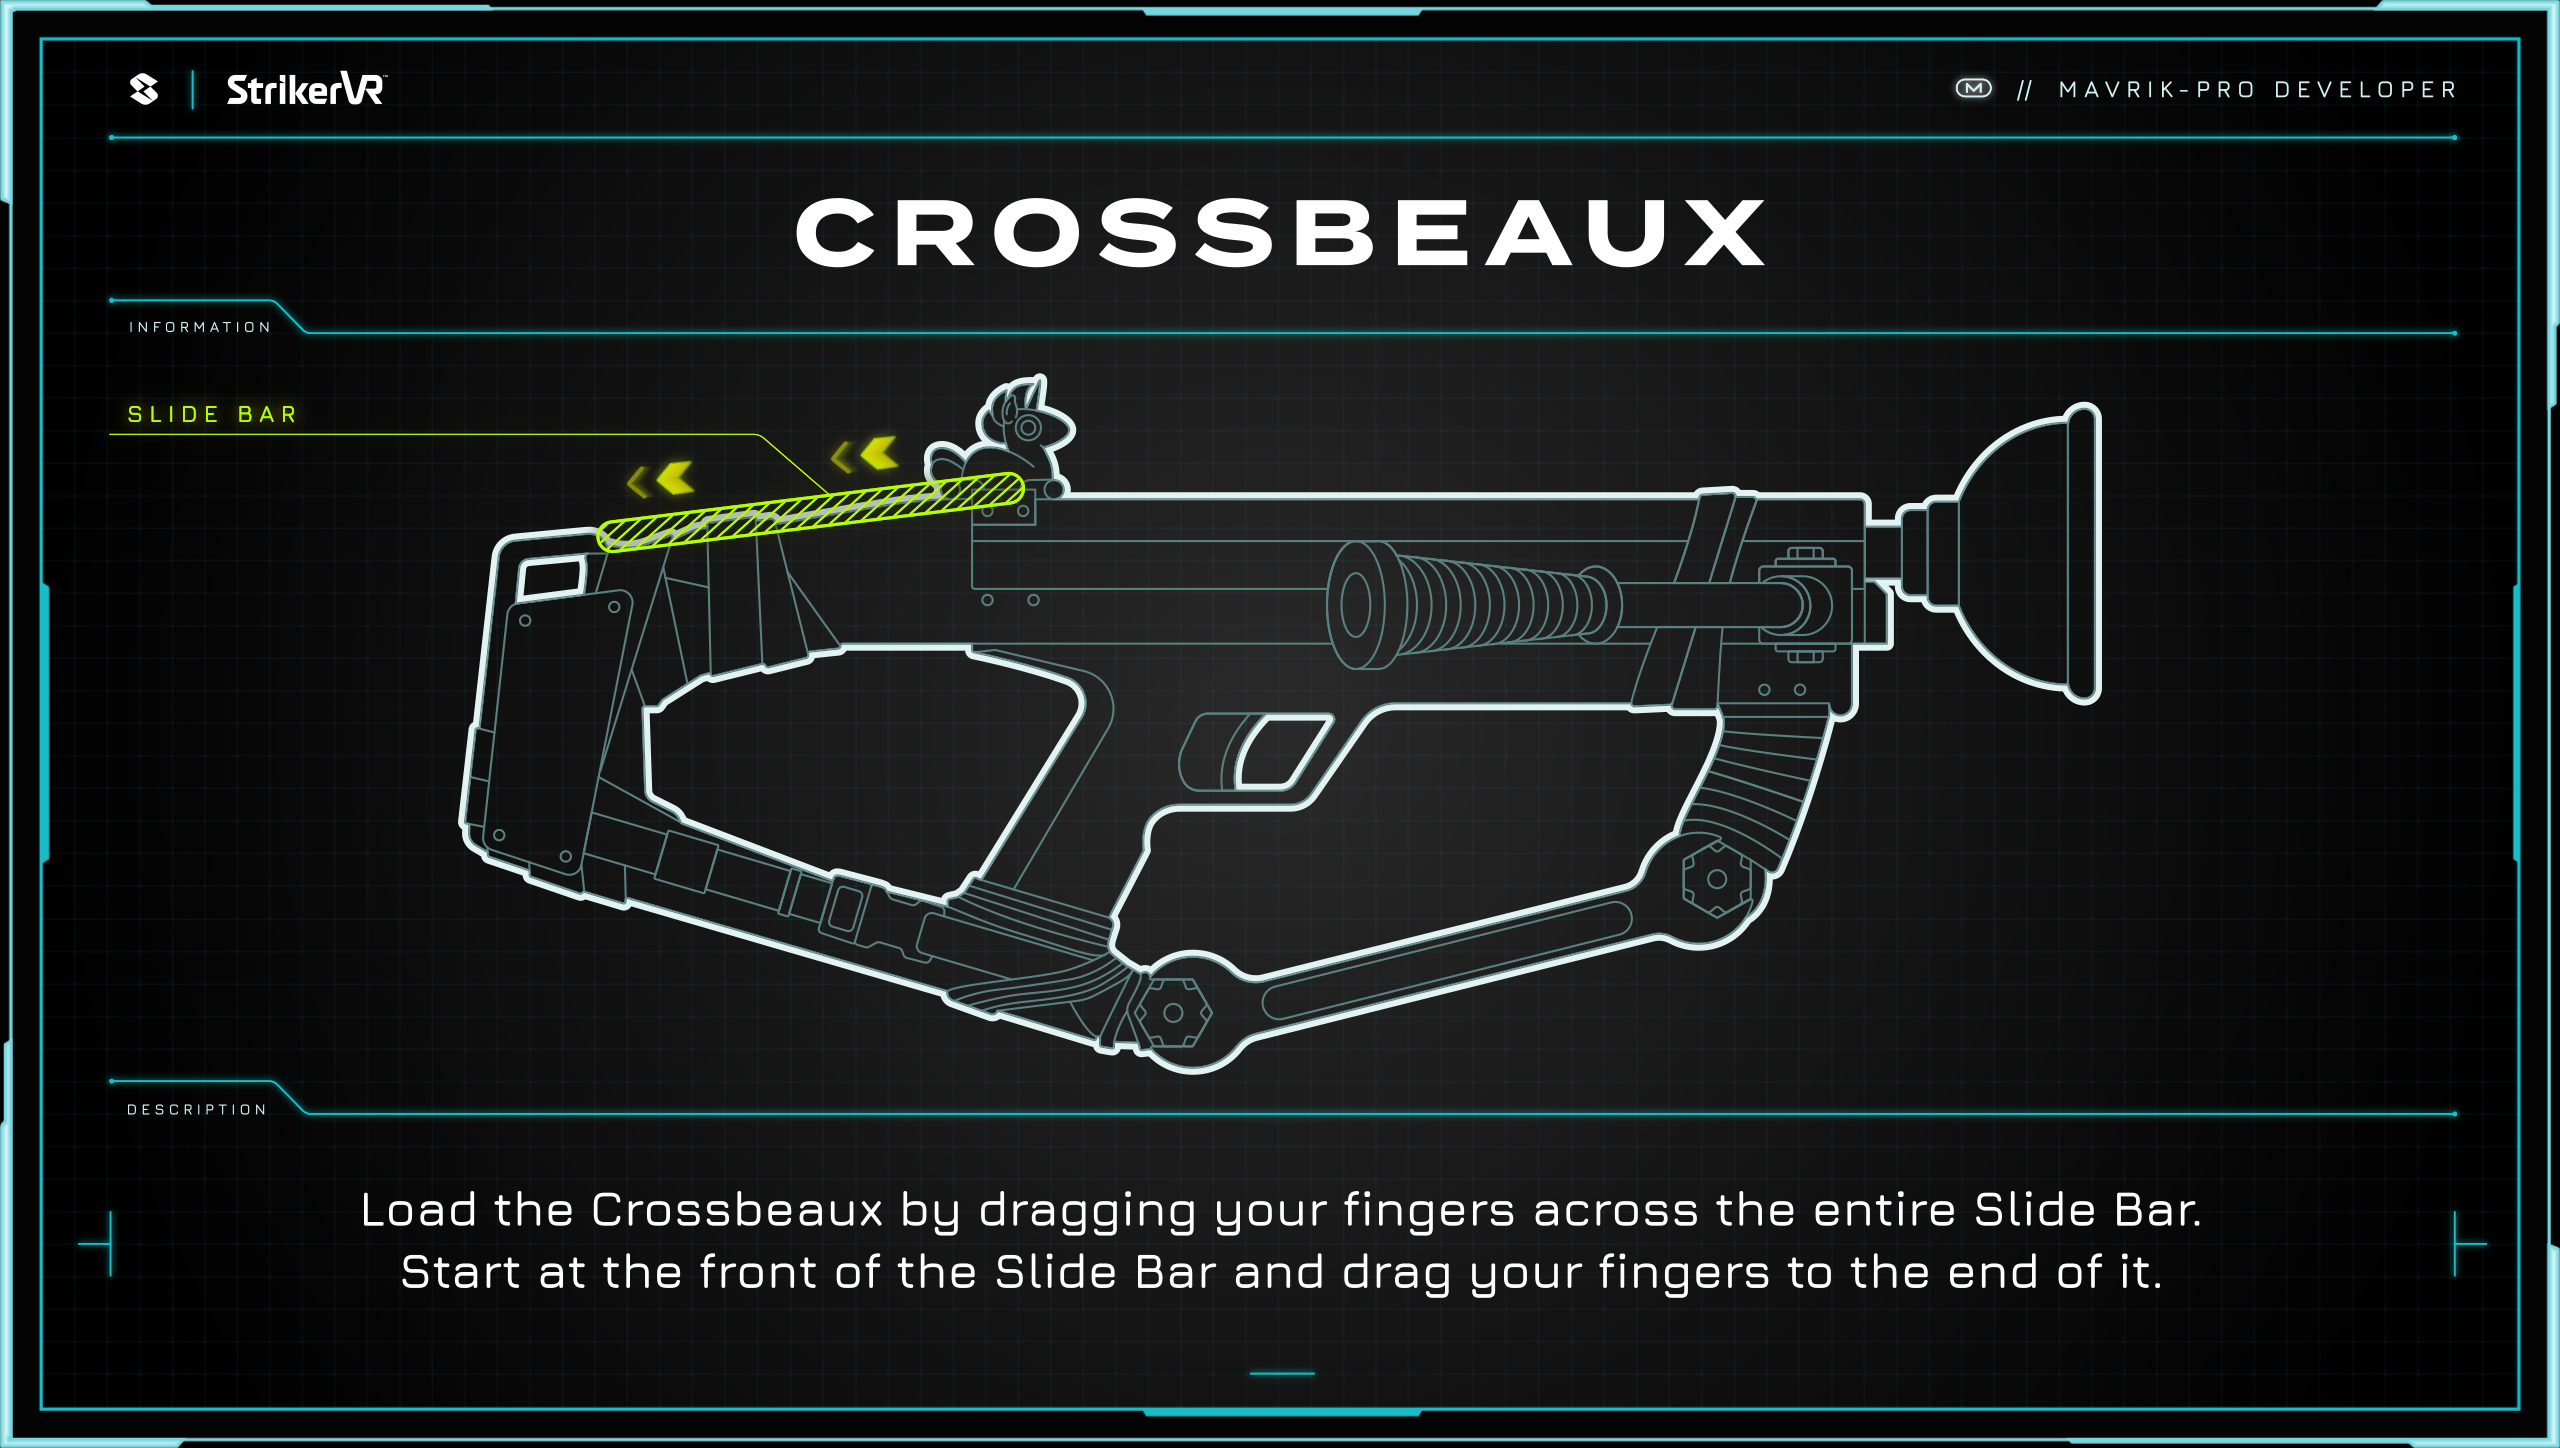 StrikerVR™
M // MAVRIK-PRO DEVELOPER
CROSSBEAUX
INFORMATION
SLIDE BAR
DESCRIPTION
Load the Crossbeaux by dragging your fingers across the entire Slide Bar.
Start at the front of the Slide Bar and drag your fingers to the end of it.